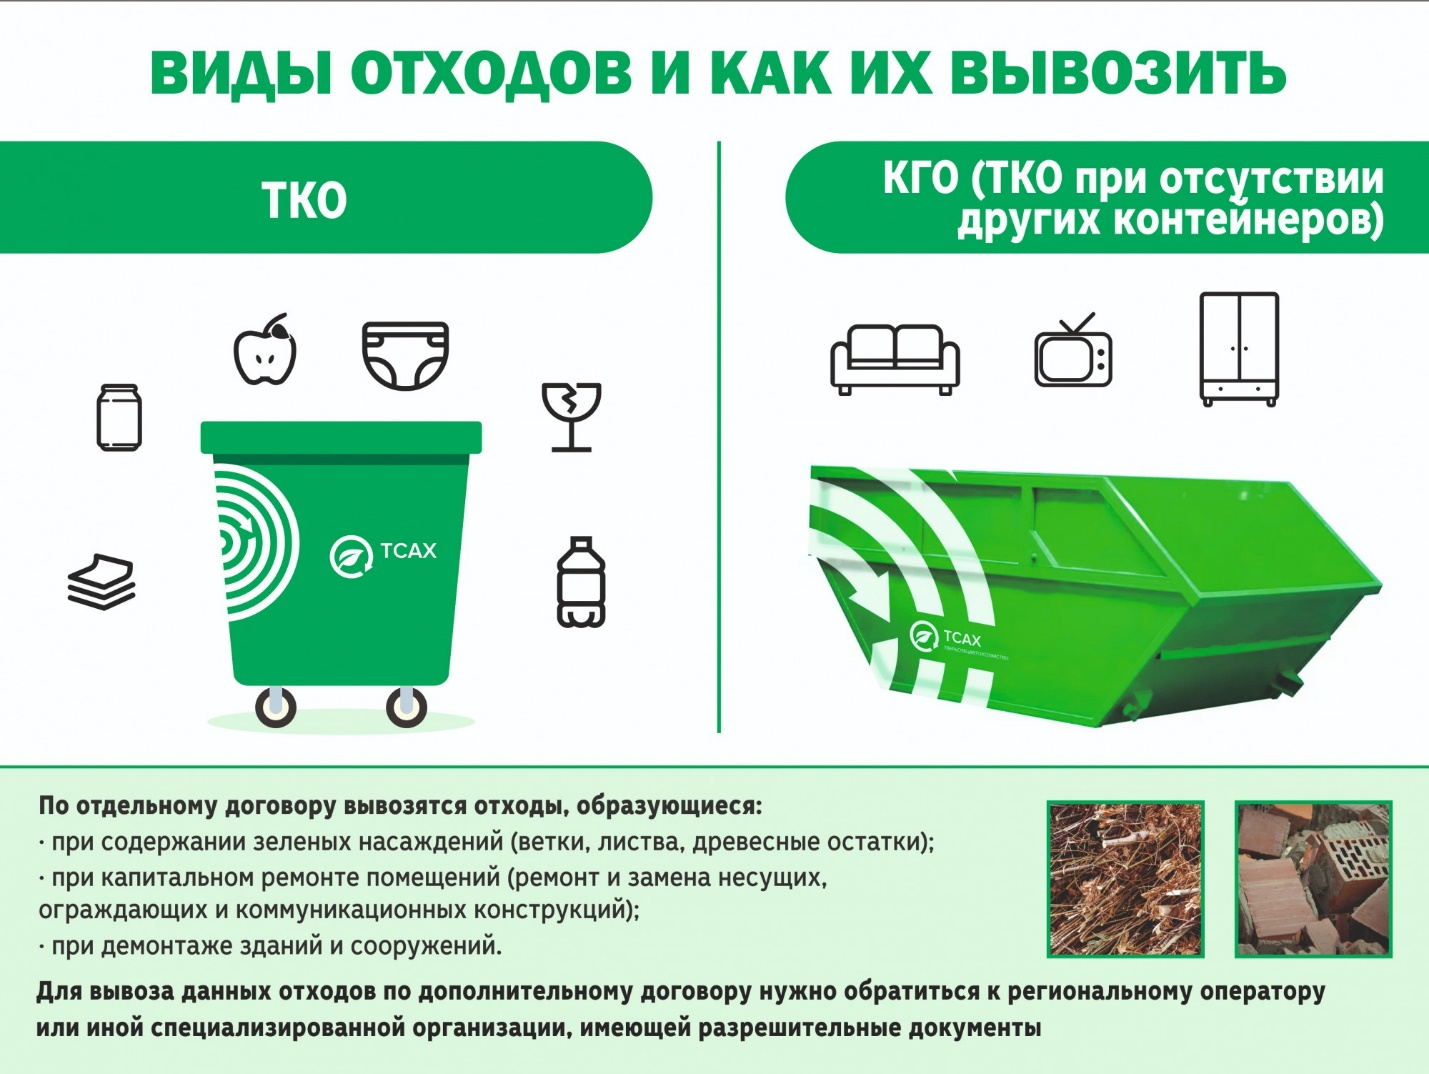 ВИДЫ ОТХОДОВ И КАК ИХ ВЫВОЗИТЬ
ТКО
КГО (ТКО при отсутствии
других контейнеров)
ТСАХ
ТСАХ
По отдельному договору вывозятся отходы, образующиеся:
· при содержании зеленых насаждений (ветки, листва, древесные остатки);
· при капитальном ремонте помещений (ремонт и замена несущих,
ограждающих и коммуникационных конструкций);
· при демонтаже зданий и сооружений.
Для вывоза данных отходов по дополнительному договору нужно обратиться к региональному оператору
или иной специализированной организации, имеющей разрешительные документы